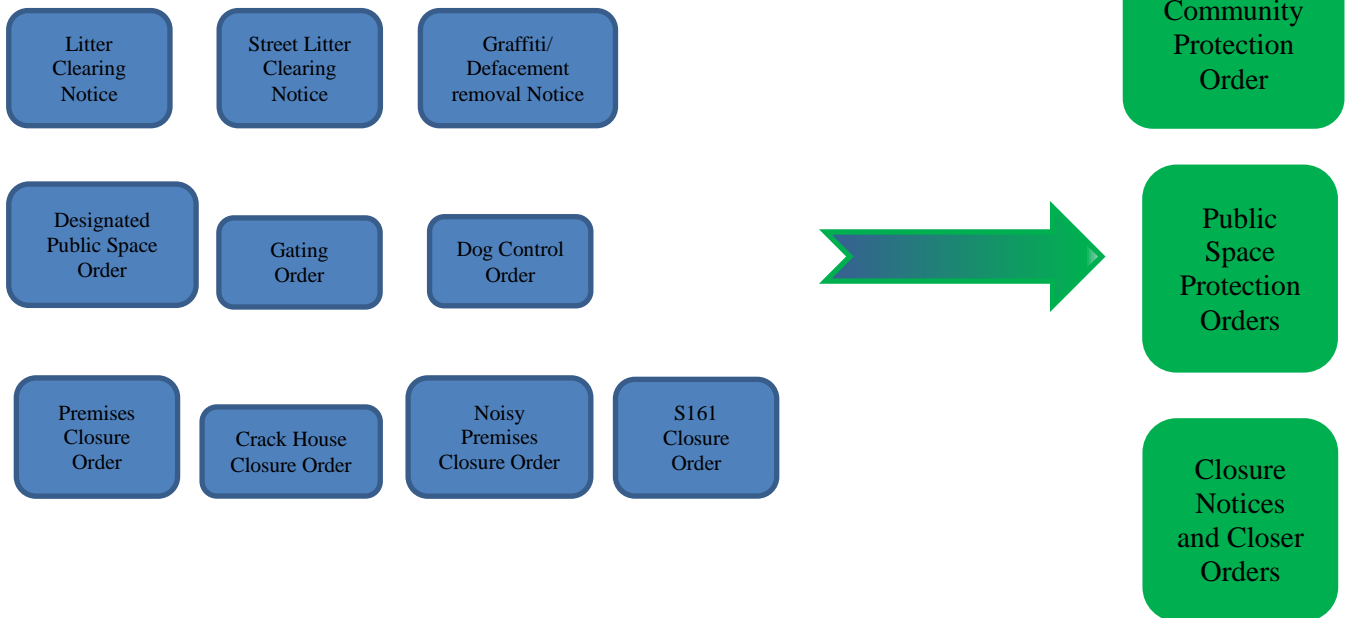 Litter
Clearing
Notice
Street Litter
Clearing
Notice
Graffiti/
Defacement
removal Notice
Community
Protection
Order
Designated
Public Space
Order
Gating
Order
Dog Control
Order
Public
Space
Protection
Orders
Premises
Closure
Order
Crack House
Closure Order
Noisy
Premises
Closure Order
S161
Closure
Order
Closure
Notices
and Closer
Orders